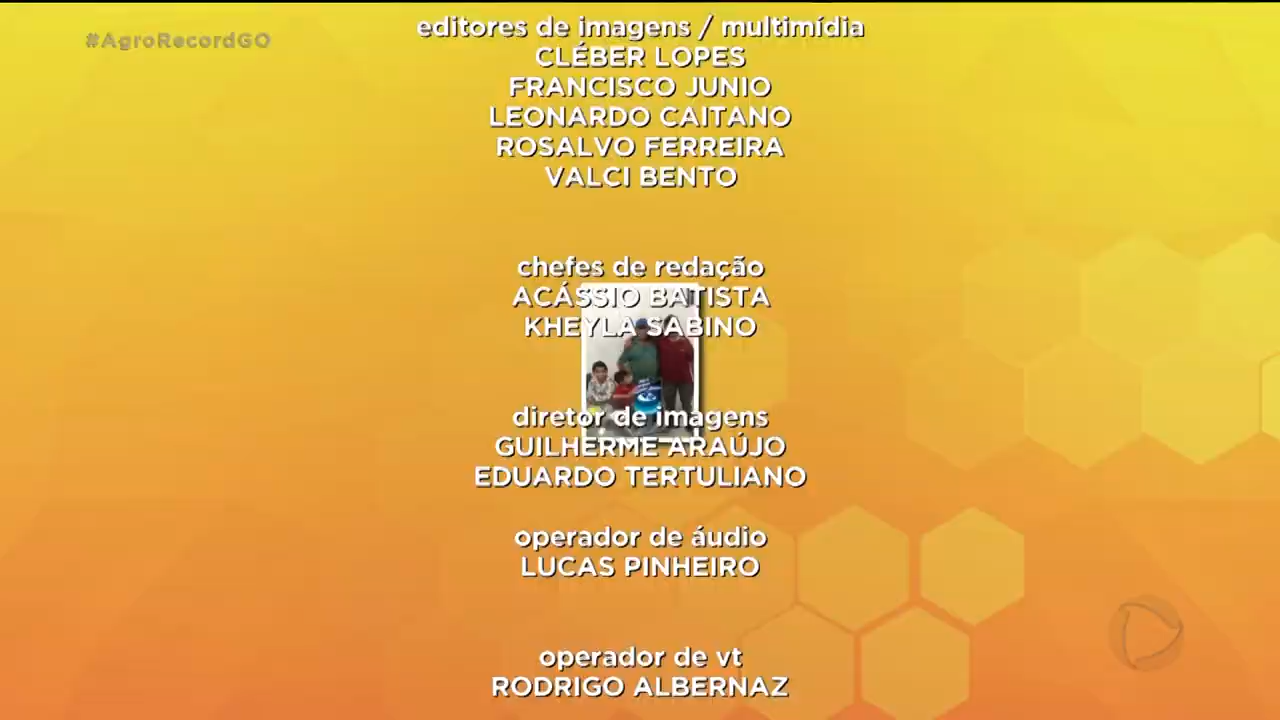 #AgroRecordGO
editores de imagens / multimídia
CLÉBER LOPES
FRANCISCO JUNIO
LEONARDO CAITANO
ROSALVO FERREIRA
VALCI BENTO
chefes de redação
ACÁSSIO BATISTA
KHEYLA SABINO
diretor de imagens
GUILHERME ARAÚJO
EDUARDO TERTULIANO
operador de áudio
LUCAS PINHEIRO
operador de vt
RODRIGO ALBERNAZ